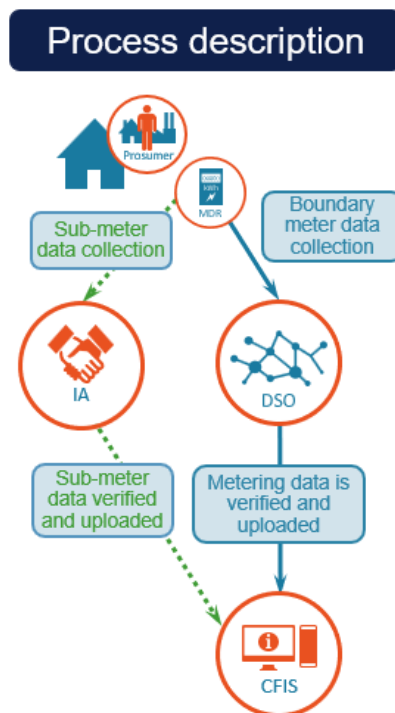 Process description
Prosumer
kWh
MDR
Sub-meter
data collection
Boundary
meter data
collection
IA
DSO
Sub-meter
data verified
and uploaded
Metering data is
verified and
uploaded
CFIS